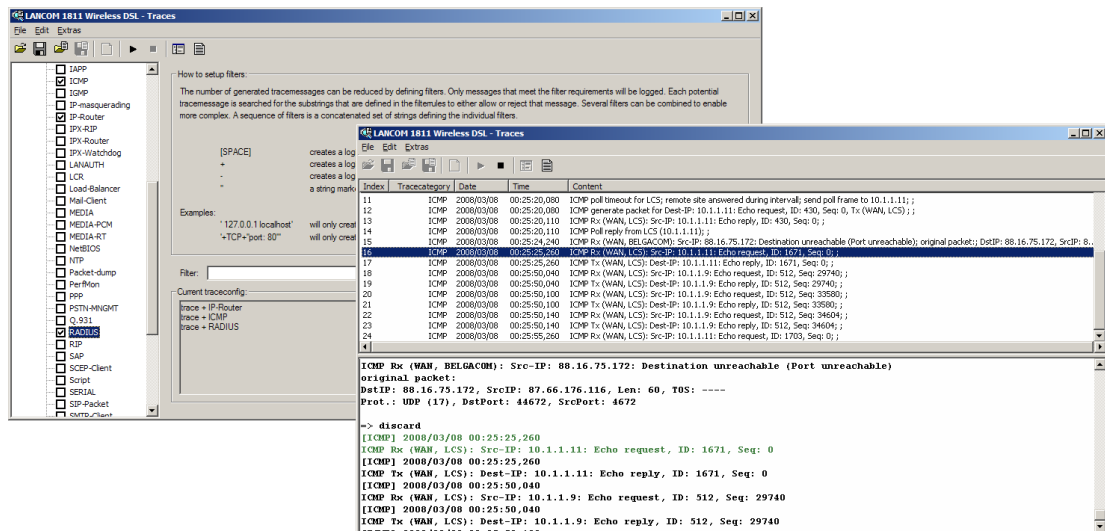 LANCOM 1811 Wireless DSL - Traces
File Edit Extras
IAPP
ICMP
IGMP
IP-masquerading
IP-Router
IPX-RIP
IPX-Router
IPX-Watchdog
LANAUTH
LCR
Load-Balancer
Mail-Client
MEDIA
MEDIA-PCM
MEDIA-RT
NetBIOS
NTP
Packet-dump
PerfMon
PPP
PSTN-MNGMT
Q.931
RADIUS
RIP
SAP
SCEP-Client
Script
SERIAL
SIP-Packet
SMTP-Client
How to setup filters:
The number of generated tracemessages can be reduced by defining filters. Only messages that meet the filter requirements will be logged. Each potential
tracemessage is searched for the substrings that are defined in the filterrules to either allow or reject that message. Several filters can be combined to enable
more complex. A sequence of filters is a concatenated set of strings defining the individual filters.
[SPACE] creates a log
+ creates a log
- creates a log
" a string mark
Examples:
' 127.0.0.1 localhost' will only creat
'+TCP+"port: 80"' will only creat
Filter:
Current traceconfig:
trace + IP-Router
trace + ICMP
trace + RADIUS
LANCOM 1811 Wireless DSL - Traces
File Edit Extras
Index Tracecategory Date Time Content
11 ICMP 2008/03/08 00:25:20,080 ICMP poll timeout for LCS; remote site answered during intervall; send poll frame to 10.1.1.11; ;
12 ICMP 2008/03/08 00:25:20,080 ICMP generate packet for Dest-IP: 10.1.1.11: Echo request, ID: 430, Seq: 0, Tx (WAN, LCS) ; ;
13 ICMP 2008/03/08 00:25:20,110 ICMP Rx (WAN, LCS): Src-IP: 10.1.1.11: Echo reply, ID: 430, Seq: 0; ;
14 ICMP 2008/03/08 00:25:20,110 ICMP Poll reply from LCS (10.1.1.11); ;
15 ICMP 2008/03/08 00:25:24,240 ICMP Rx (WAN, BELGACOM): Src-IP: 88.16.75.172: Destination unreachable (Port unreachable); original packet:; DstIP: 88.16.75.172, SrcIP: 8..
16 ICMP 2008/03/08 00:25:25,260 ICMP Rx (WAN, LCS): Src-IP: 10.1.1.11: Echo request, ID: 1671, Seq: 0; ;
17 ICMP 2008/03/08 00:25:25,260 ICMP Tx (WAN, LCS): Dest-IP: 10.1.1.11: Echo reply, ID: 1671, Seq: 0; ;
18 ICMP 2008/03/08 00:25:50,040 ICMP Rx (WAN, LCS): Src-IP: 10.1.1.9: Echo request, ID: 512, Seq: 29740; ;
19 ICMP 2008/03/08 00:25:50,040 ICMP Tx (WAN, LCS): Dest-IP: 10.1.1.9: Echo reply, ID: 512, Seq: 29740; ;
20 ICMP 2008/03/08 00:25:50,100 ICMP Rx (WAN, LCS): Src-IP: 10.1.1.9: Echo request, ID: 512, Seq: 33580; ;
21 ICMP 2008/03/08 00:25:50,100 ICMP Tx (WAN, LCS): Dest-IP: 10.1.1.9: Echo reply, ID: 512, Seq: 33580; ;
22 ICMP 2008/03/08 00:25:50,140 ICMP Rx (WAN, LCS): Src-IP: 10.1.1.9: Echo request, ID: 512, Seq: 34604; ;
23 ICMP 2008/03/08 00:25:50,140 ICMP Tx (WAN, LCS): Dest-IP: 10.1.1.9: Echo reply, ID: 512, Seq: 34604; ;
24 ICMP 2008/03/08 00:25:55,260 ICMP Rx (WAN, LCS): Src-IP: 10.1.1.11: Echo request, ID: 1703, Seq: 0; ;
ICMP Rx (WAN, BELGACOM): Src-IP: 88.16.75.172: Destination unreachable (Port unreachable)
original packet:
DstIP: 88.16.75.172, SrcIP: 87.66.176.116, Len: 60, TOS: ----
Prot.: UDP (17), DstPort: 44672, SrcPort: 4672
=> discard
[ICMP] 2008/03/08 00:25:25,260
ICMP Rx (WAN, LCS): Src-IP: 10.1.1.11: Echo request, ID: 1671, Seq: 0
[ICMP] 2008/03/08 00:25:25,260
ICMP Tx (WAN, LCS): Dest-IP: 10.1.1.11: Echo reply, ID: 1671, Seq: 0
[ICMP] 2008/03/08 00:25:50,040
ICMP Rx (WAN, LCS): Src-IP: 10.1.1.9: Echo request, ID: 512, Seq: 29740
[ICMP] 2008/03/08 00:25:50,040
ICMP Tx (WAN, LCS): Dest-IP: 10.1.1.9: Echo reply, ID: 512, Seq: 29740